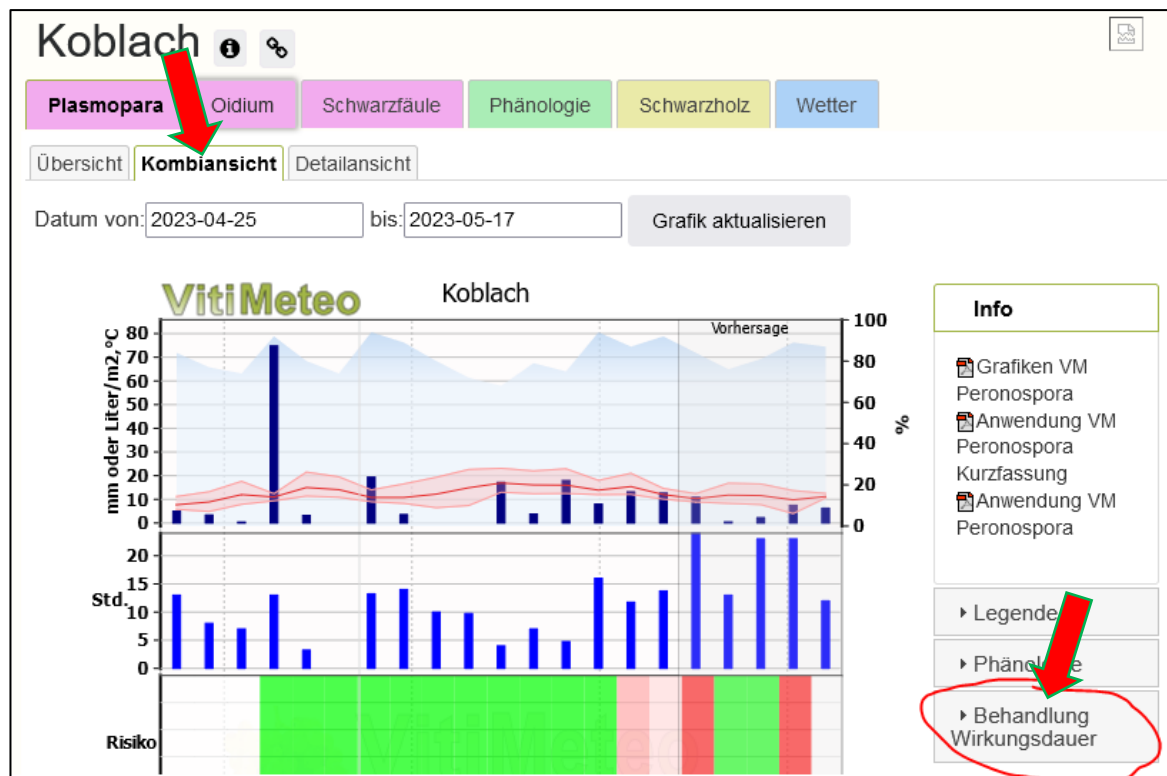 Koblach
Plasmopara Oidium Schwarzfäule Phänologie Schwarzholz Wetter
Übersicht Kombiansicht Detailansicht
Datum von: 2023-04-25 bis: 2023-05-17 Grafik aktualisieren
VitiMeteo Koblach
Vorhersage
mm oder Liter/m2,°C
80
70
60
50
40
30
20
10
0
100
80
60
40
20
0
%
Std.
20
15
10
5
0
Risiko
VitiMeteo
Info
Grafiken VM
Peronospora
Anwendung VM
Peronospora
Kurzfassung
Anwendung VM
Peronospora
Legende
Phänologie
Behandlung
Wirkungsdauer